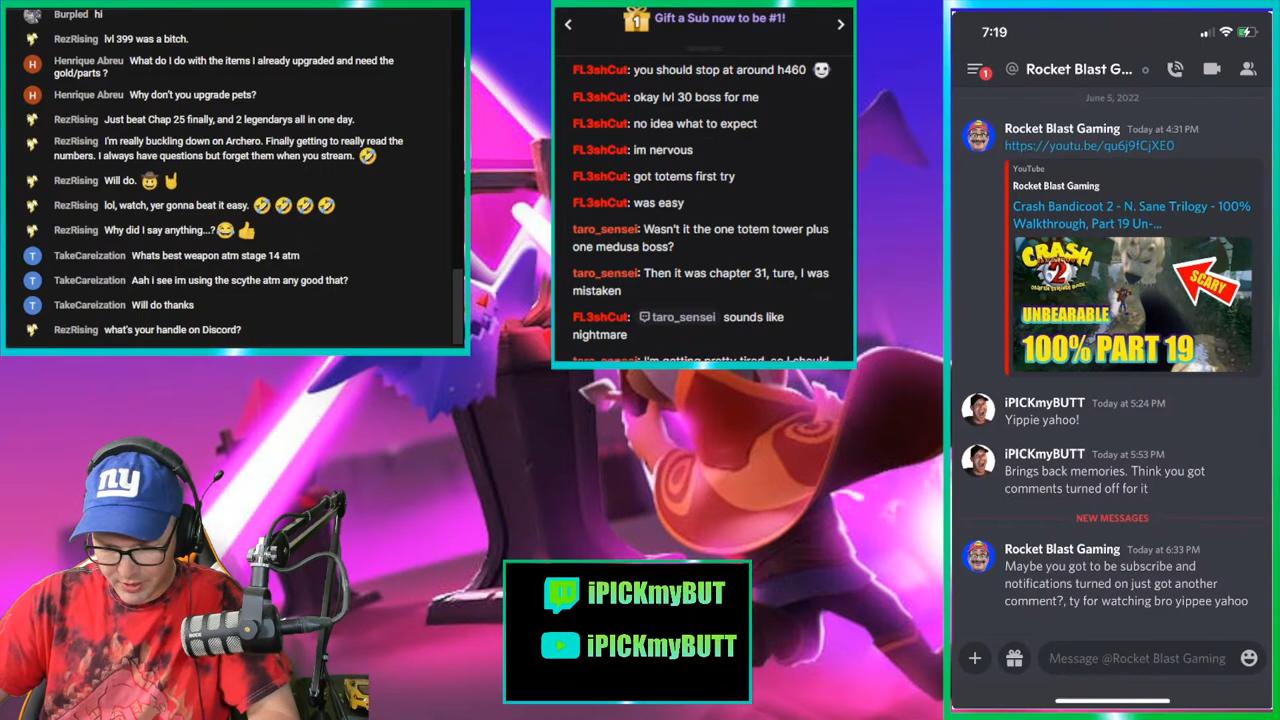 Burpled hi
RezRising lvl 399 was a bitch.
Henrique Abreu What do I do with the items I already upgraded and need the
gold/parts ?
Henrique Abreu Why don't you upgrade pets?
RezRising Just beat Chap 25 finally, and 2 legendarys all in one day.
RezRising I'm really buckling down on Archero. Finally getting to really read the
numbers. I always have questions but forget them when you stream. 🤣
RezRising Will do. 🤠 🤘
RezRising lol, watch, yer gonna beat it easy. 🤣 🤣 🤣 🤣
RezRising Why did I say anything...? 😂 👍
TakeCareization Whats best weapon atm stage 14 atm
TakeCareization Aah i see im using the scythe atm any good that?
TakeCareization Will do thanks
RezRising what's your handle on Discord?
1 Gift a Sub now to be #1!
FL3shCut: you should stop at around h460
FL3shCut: okay lvl 30 boss for me
FL3shCut: no idea what to expect
FL3shCut: im nervous
FL3shCut: got totems first try
FL3shCut: was easy
taro_sensei: Wasn't it the one totem tower plus
one medusa boss?
taro_sensei: Then it was chapter 31, ture, I was
mistaken
FL3shCut: taro_sensei sounds like
nightmare
taro_sensei: I'm getting pretty tired, so I should
7:19
1 @ Rocket Blast G...
June 5, 2022
Rocket Blast Gaming Today at 4:31 PM
https://youtu.be/qu6j9fCjXE0
YouTube
Rocket Blast Gaming
Crash Bandicoot 2 - N. Sane Trilogy - 100%
Walkthrough, Part 19 Un-...
CRASH
2
SCARY
UNBEARABLE
100% PART 19
iPICKmyBUTT Today at 5:24 PM
Yippie yahoo!
iPICKmyBUTT Today at 5:53 PM
Brings back memories. Think you got
comments turned off for it
NEW MESSAGES
Rocket Blast Gaming Today at 6:33 PM
Maybe you got to be subscribe and
notifications turned on just got another
comment?, ty for watching bro yippee yahoo
Message @Rocket Blast Gaming
NY
RODE
iPICKmyBUT
iPICKmyBUTT